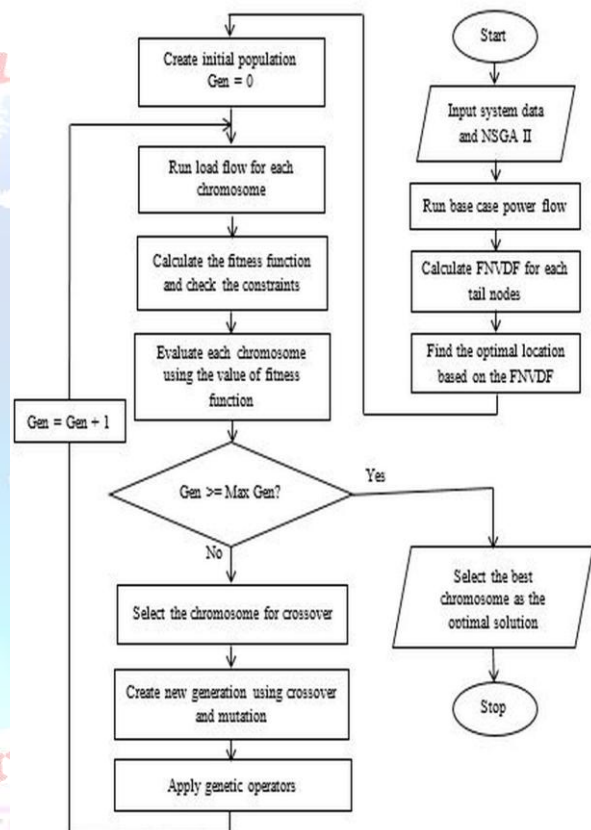 Start
Input system data
and NSGA II
Run base case power flow
Calculate FNVDF for each
tail nodes
Find the optimal location
based on the FNVDF
Create initial population
Gen = 0
Run load flow for each
chromosome
Calculate the fitness function
and check the constraints
Evaluate each chromosome
using the value of fitness
function
Gen = Gen + 1
Gen >= Max Gen?
Yes
No
Select the chromosome for crossover
Create new generation using crossover
and mutation
Apply genetic operators
Select the best
chromosome as the
optimal solution
Stop